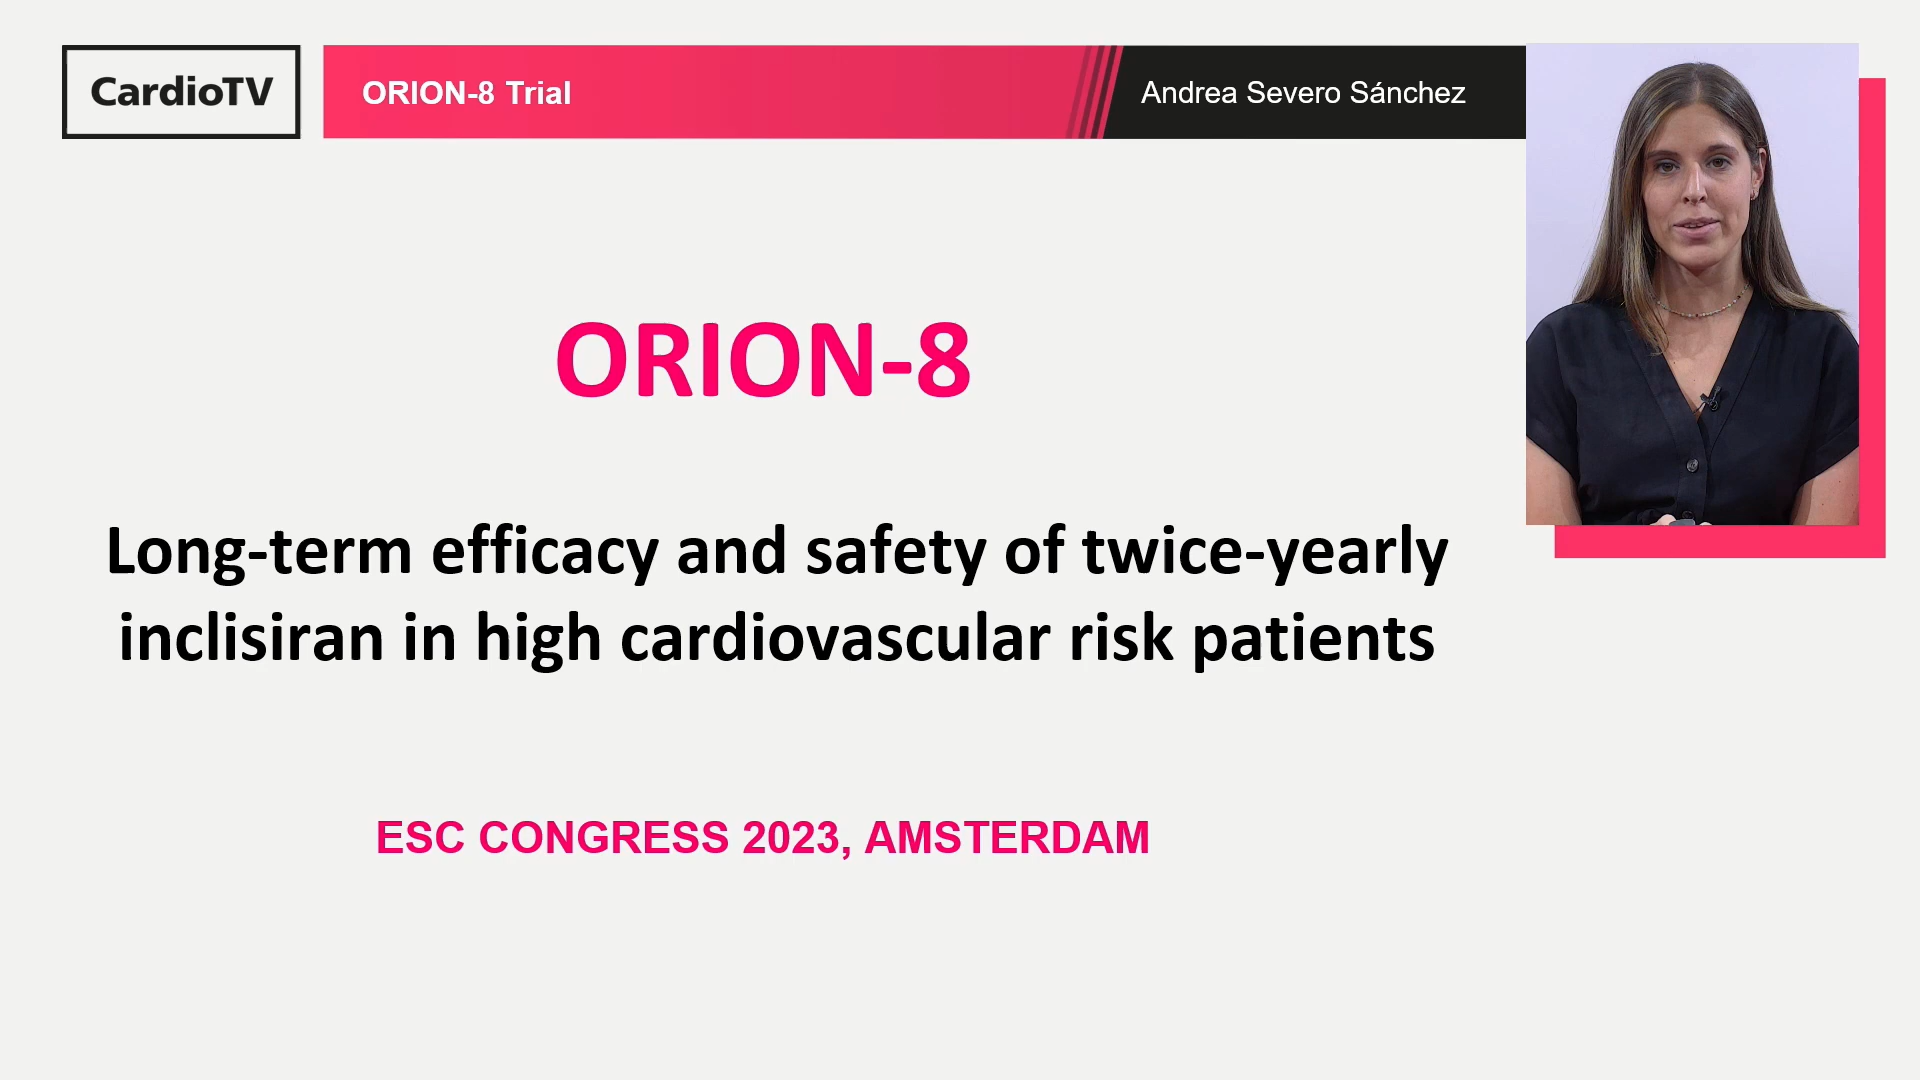 CardioTV
ORION-8 Trial
Andrea Severo Sánchez
ORION-8
Long-term efficacy and safety of twice-yearly
inclisiran in high cardiovascular risk patients
ESC CONGRESS 2023, AMSTERDAM